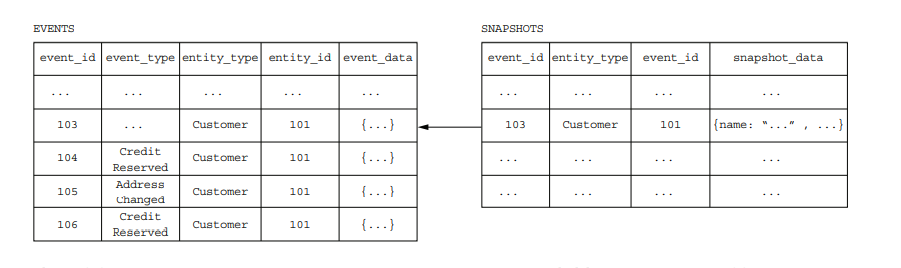 EVENTS
event_id event_type entity_type entity_id event_data
... ... ... ... ...
103 ... Customer 101 {...}
104 Credit Reserved Customer 101 {...}
105 Address Changed Customer 101 {...}
106 Credit Reserved Customer 101 {...}
SNAPSHOTS
event_id entity_type event_id snapshot_data
... ... ... ...
103 Customer 101 {name: "..." , ...}
... ... ... ...
... ... ... ...